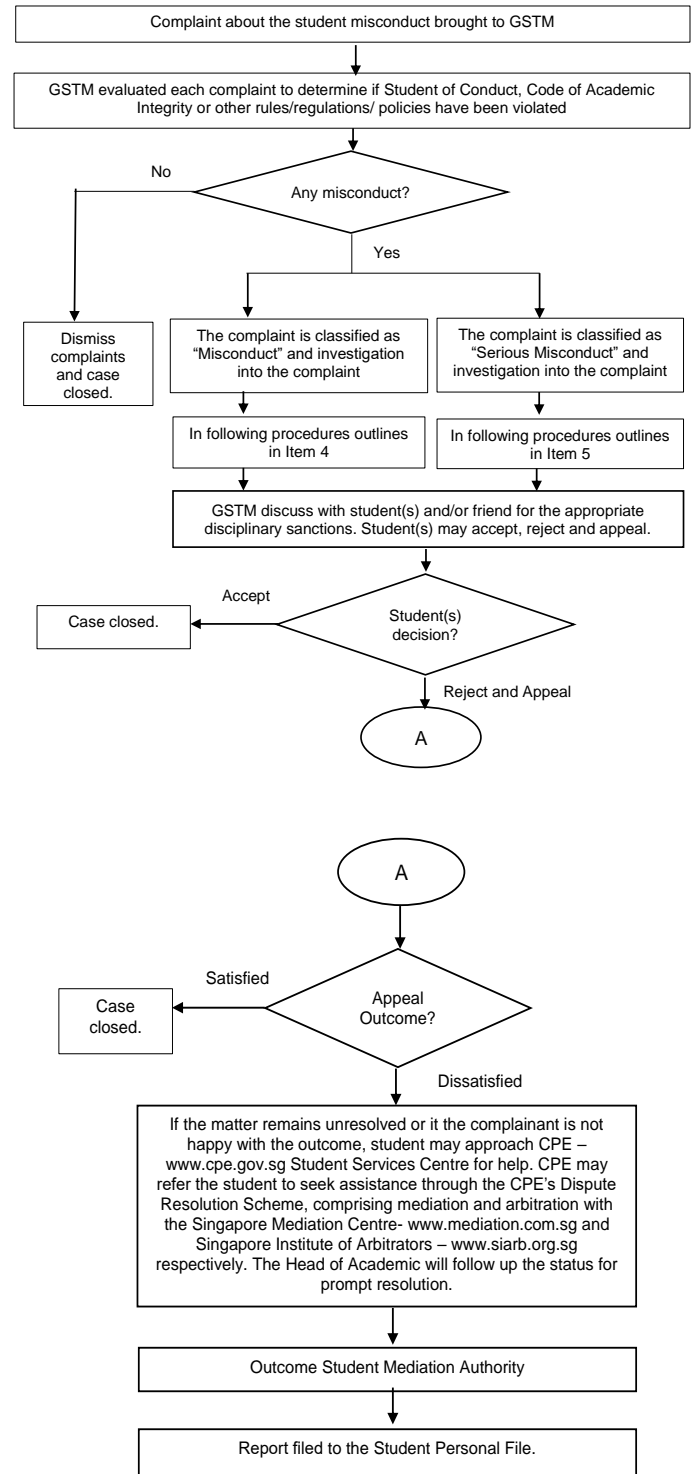 Complaint about the student misconduct brought to GSTM
GSTM evaluated each complaint to determine if Student of Conduct, Code of Academic
Integrity or other rules/regulations/ policies have been violated
No
Any misconduct?
Yes
Dismiss
complaints
and case
closed.
The complaint is classified as
“Misconduct” and investigation
into the complaint
The complaint is classified as
“Serious Misconduct” and
investigation into the complaint
In following procedures outlines
in Item 4
In following procedures outlines
in Item 5
GSTM discuss with student(s) and/or friend for the appropriate
disciplinary sanctions. Student(s) may accept, reject and appeal.
Accept
Case closed.
Student(s)
decision?
Reject and Appeal
A
A
Satisfied
Case
closed.
Appeal
Outcome?
Dissatisfied
If the matter remains unresolved or it the complainant is not
happy with the outcome, student may approach CPE –
www.cpe.gov.sg Student Services Centre for help. CPE may
refer the student to seek assistance through the CPE’s Dispute
Resolution Scheme, comprising mediation and arbitration with
the Singapore Mediation Centre- www.mediation.com.sg and
Singapore Institute of Arbitrators – www.siarb.org.sg
respectively. The Head of Academic will follow up the status for
prompt resolution.
Outcome Student Mediation Authority
Report filed to the Student Personal File.